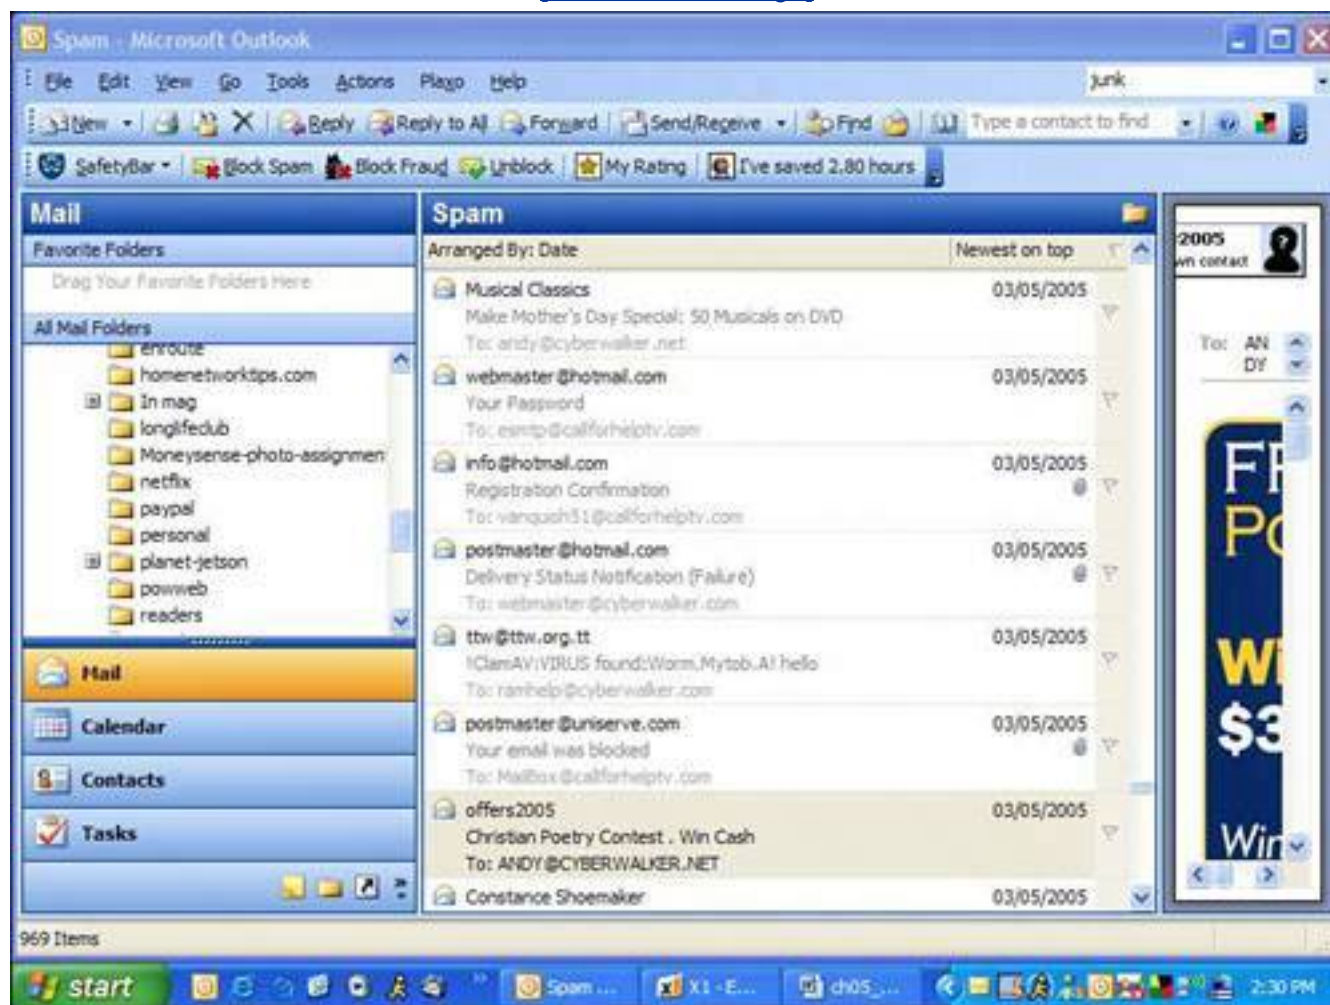 Spam - Microsoft Outlook
File Edit View Go Tools Actions Plaxo Help junk
New Reply Reply to All Forward Send/Receive Find Type a contact to find
SafetyBar Block Spam Block Fraud Unblock My Rating I've saved 2.80 hours
Mail
Favorite Folders
Drag Your Favorite Folders Here
All Mail Folders
enroute
homenetworktips.com
In mag
longlifeclub
Moneysense-photo-assignmen
netflix
paypal
personal
planet-jetson
powweb
readers
Mail
Calendar
Contacts
Tasks
Spam
Arranged By: Date Newest on top
Musical Classics 03/05/2005
Make Mother's Day Special: 50 Musicals on DVD
To: andy@cyberwalker.net
webmaster@hotmail.com 03/05/2005
Your Password
To: esmtp@callforhelptv.com
info@hotmail.com 03/05/2005
Registration Confirmation
To: vanquish51@callforhelptv.com
postmaster@hotmail.com 03/05/2005
Delivery Status Notification (Failure)
To: webmaster@cyberwalker.com
ttw@ttw.org.tt 03/05/2005
!ClamAV:VIRUS found:Worm.Mytob.A! hello
To: ramhelp@cyberwalker.com
postmaster@uniserve.com 03/05/2005
Your email was blocked
To: MailBox@callforhelptv.com
offers2005 03/05/2005
Christian Poetry Contest . Win Cash
To: ANDY@CYBERWALKER.NET
Constance Shoemaker 03/05/2005
2005
wn contact
To: AN
DY
FR
Po
Wi
$3
Win
969 Items
start Spam ... X1 - E... ch05_... 2:30 PM